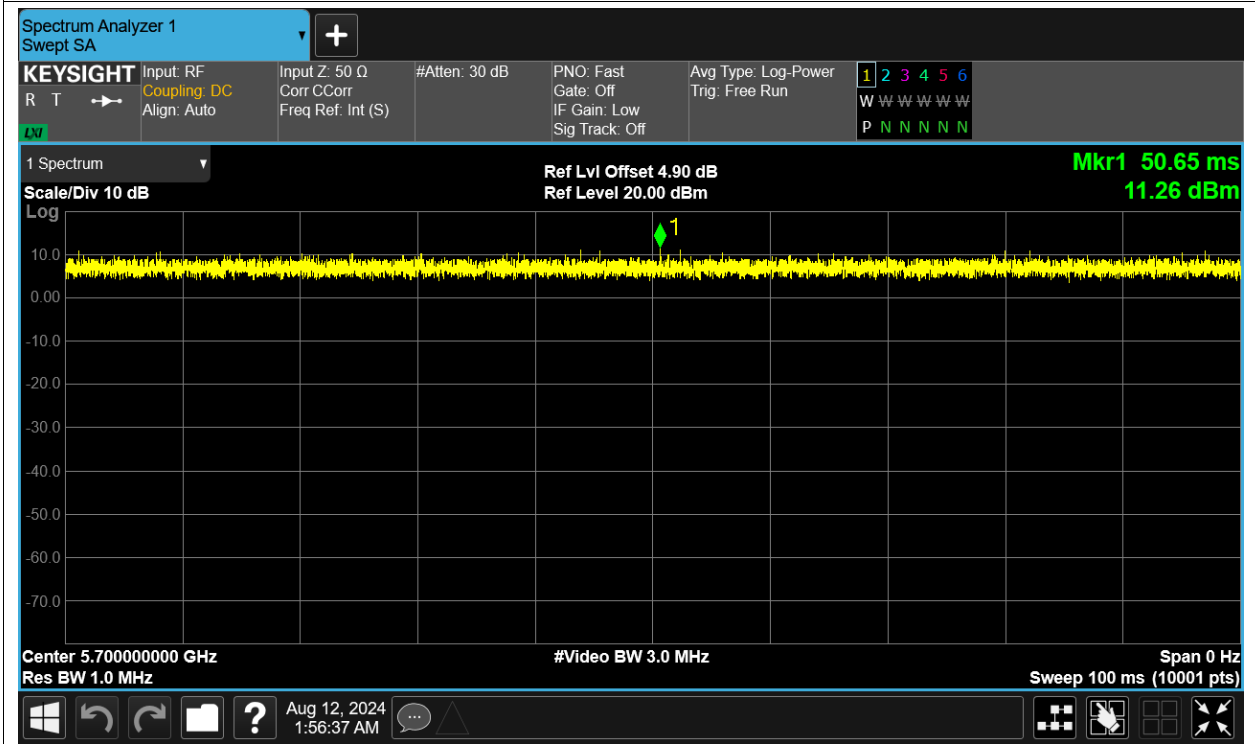 Spectrum Analyzer 1
Swept SA
KEYSIGHT
R T
LXI
Input: RF
Coupling: DC
Align: Auto
Input Z: 50 Ω
Corr CCorr
Freq Ref: Int (S)
#Atten: 30 dB
PNO: Fast
Gate: Off
IF Gain: Low
Sig Track: Off
Avg Type: Log-Power
Trig: Free Run
1 2 3 4 5 6
W W W W W W
P N N N N N
1 Spectrum
Scale/Div 10 dB
Log
Ref Lvl Offset 4.90 dB
Ref Level 20.00 dBm
Mkr1 50.65 ms
11.26 dBm
1
10.0
0.00
-10.0
-20.0
-30.0
-40.0
-50.0
-60.0
-70.0
Center 5.700000000 GHz
Res BW 1.0 MHz
#Video BW 3.0 MHz
Span 0 Hz
Sweep 100 ms (10001 pts)
?
Aug 12, 2024
1:56:37 AM